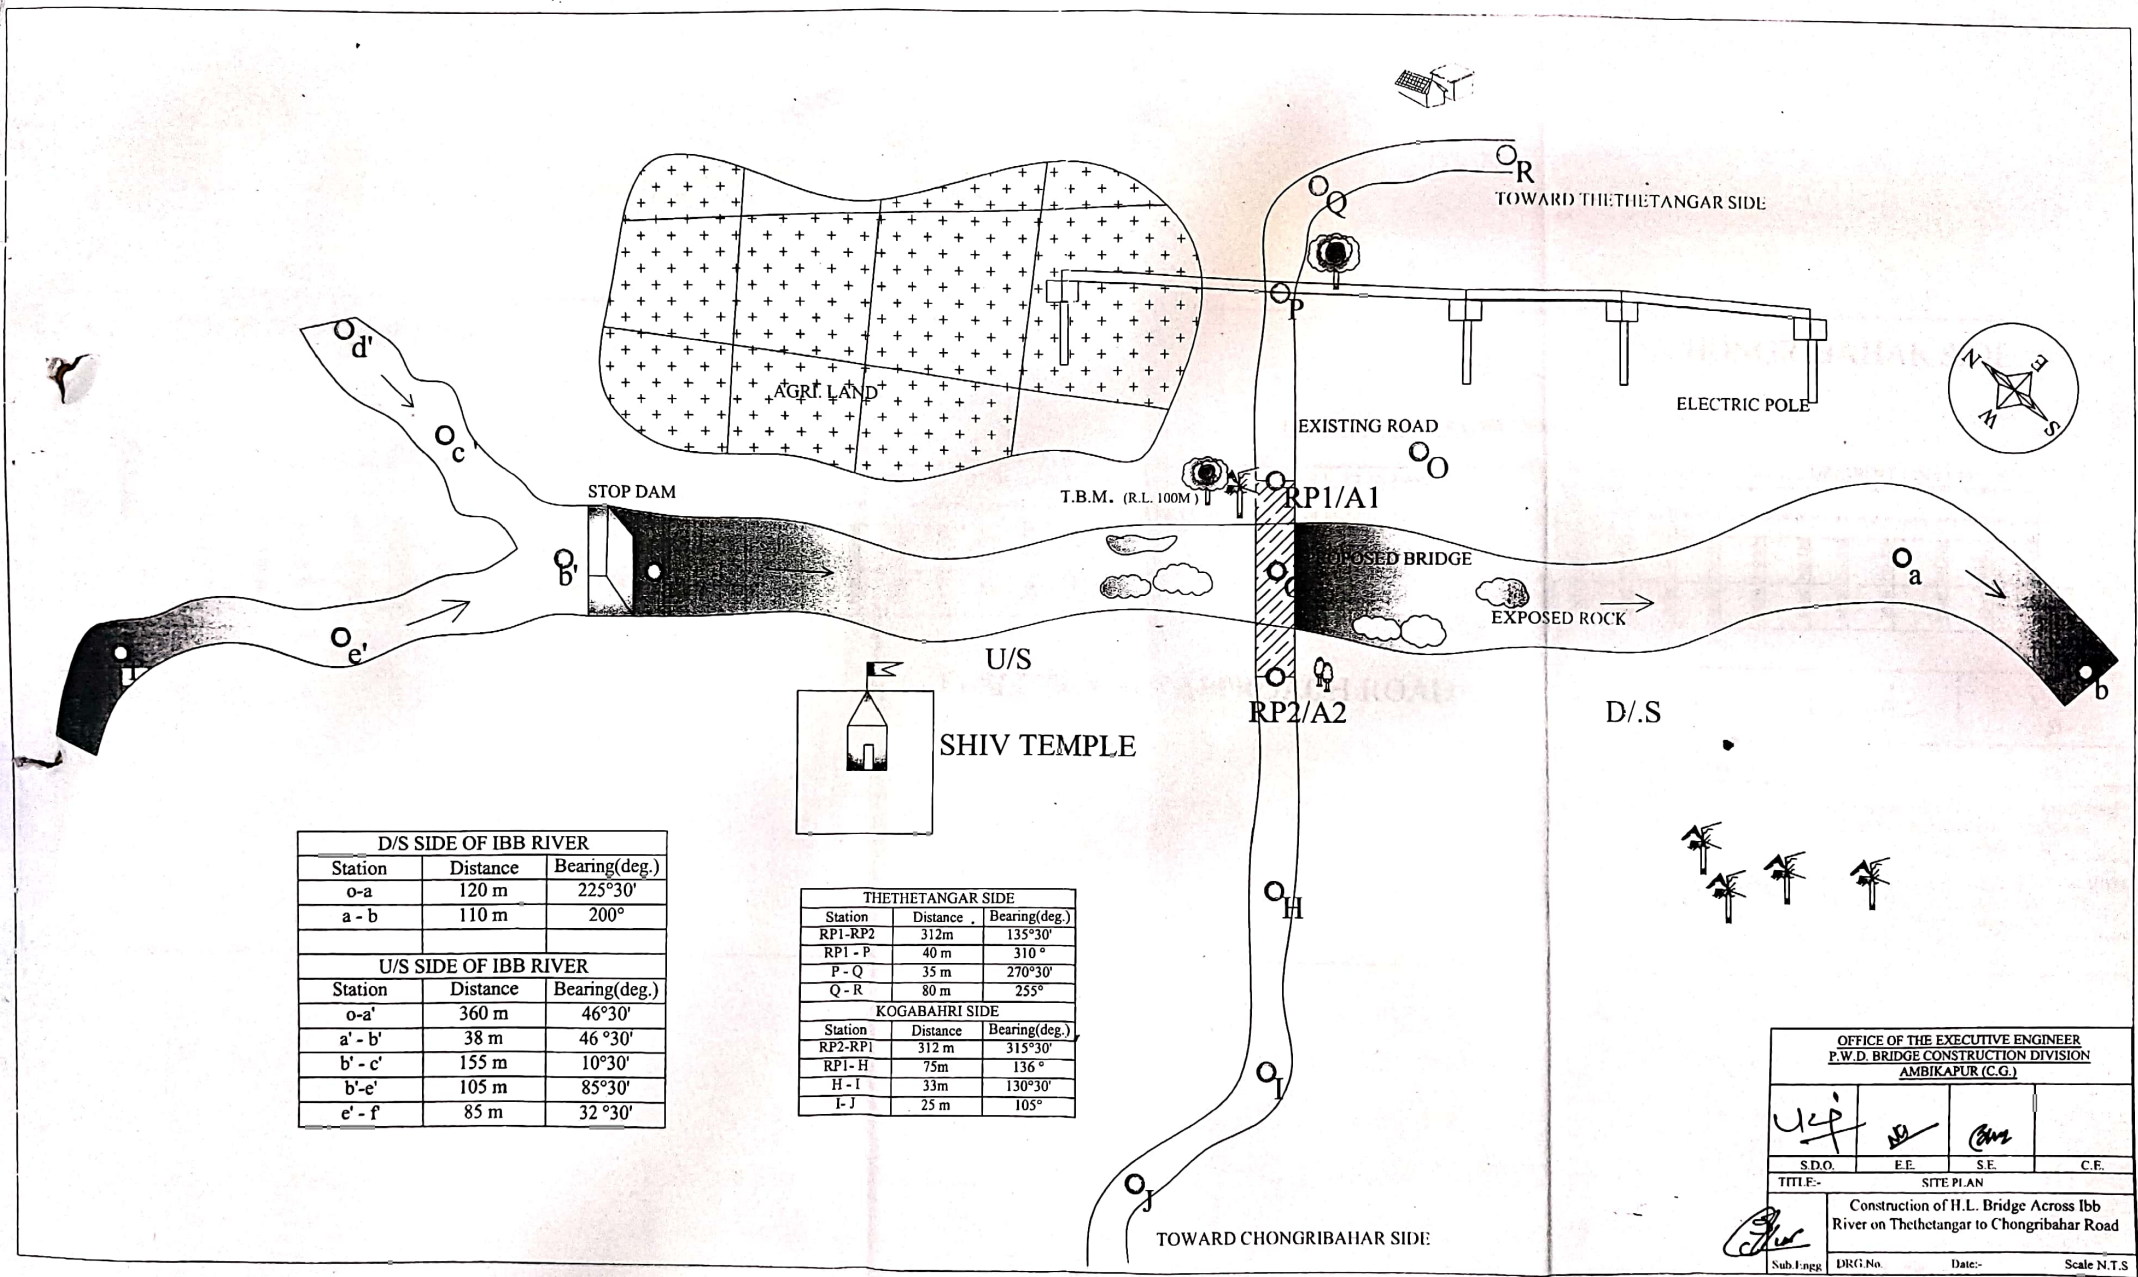 R
Q
TOWARD THETHETANGAR SIDE
P
d'
N
E
W
S
AGRI. LAND
ELECTRIC POLE
EXISTING ROAD
c'
O
STOP DAM
T.B.M. (R.L. 100M)
RP1/A1
b'
PROPOSED BRIDGE
a
EXPOSED ROCK
e'
U/S
f
b
RP2/A2
D/.S
SHIV TEMPLE
D/S SIDE OF IBB RIVER
Station Distance Bearing(deg.)
o-a 120 m 225°30'
a - b 110 m 200°
U/S SIDE OF IBB RIVER
Station Distance Bearing(deg.)
o-a' 360 m 46°30'
a' - b' 38 m 46 °30'
b' - c' 155 m 10°30'
b'-e' 105 m 85°30'
e' - f' 85 m 32 °30'
THETHETANGAR SIDE
Station Distance . Bearing(deg.)
RP1-RP2 312m 135°30'
RP1 - P 40 m 310 °
P - Q 35 m 270°30'
Q - R 80 m 255°
KOGABAHRI SIDE
Station Distance Bearing(deg.)
RP2-RP1 312 m 315°30'
RP1- H 75m 136 °
H - I 33m 130°30'
I- J 25 m 105°
H
I
J
TOWARD CHONGRIBAHAR SIDE
OFFICE OF THE EXECUTIVE ENGINEER
P.W.D. BRIDGE CONSTRUCTION DIVISION
AMBIKAPUR (C.G.)
S.D.O. E.E. S.E. C.E.
TITLE:- SITE PLAN
Construction of H.L. Bridge Across Ibb
River on Thethetangar to Chongribahar Road
Sub.Engg DRG.No. Date:- Scale N.T.S